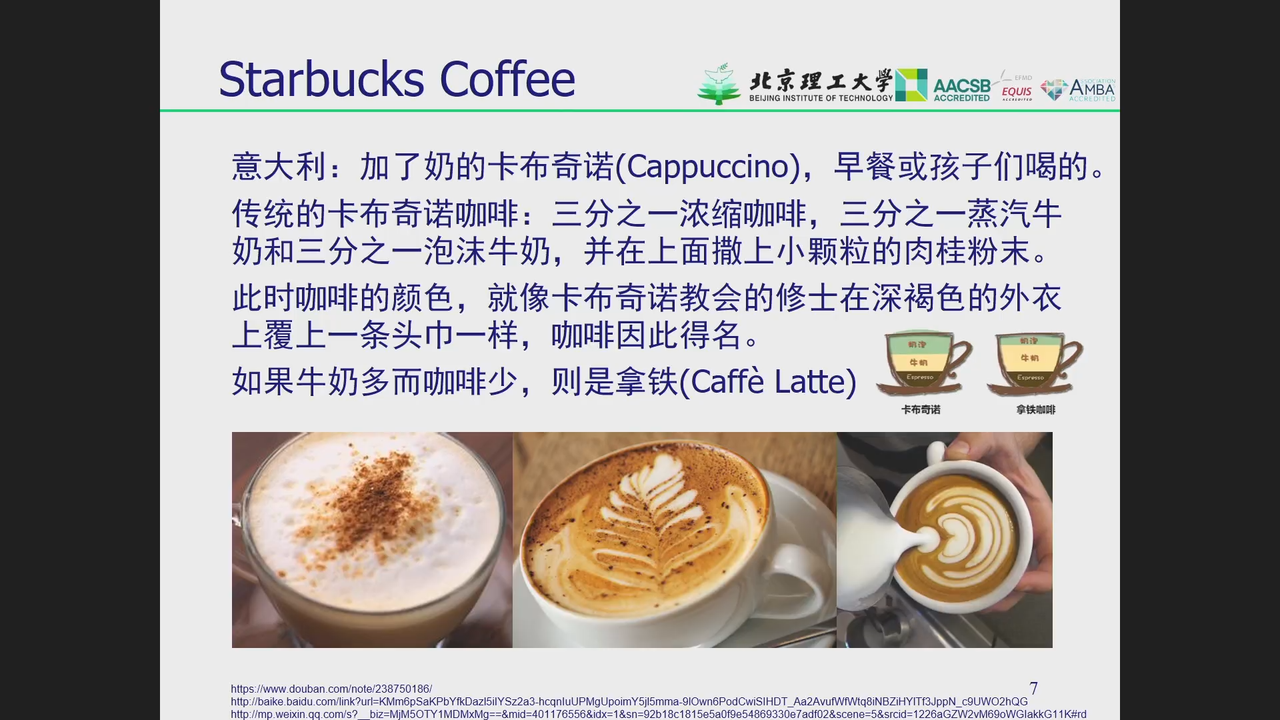 Starbucks Coffee
北京理工大学
BEIJING INSTITUTE OF TECHNOLOGY
AACSB
ACCREDITED
EFMD
EQUIS
ACCREDITED
ASSOCIATION
AMBA
ACCREDITED
意大利：加了奶的卡布奇诺(Cappuccino)，早餐或孩子们喝的。
传统的卡布奇诺咖啡：三分之一浓缩咖啡，三分之一蒸汽牛
奶和三分之一泡沫牛奶，并在上面撒上小颗粒的肉桂粉末。
此时咖啡的颜色，就像卡布奇诺教会的修士在深褐色的外衣
上覆上一条头巾一样，咖啡因此得名。
如果牛奶多而咖啡少，则是拿铁(Caffè Latte)
奶泡
牛奶
Espresso
卡布奇诺
奶泡
牛奶
Espresso
拿铁咖啡
https://www.douban.com/note/238750186/
7
http://baike.baidu.com/link?url=KMm6pSaKPbYfkDazl5iIYSz2a3-hcqnIuUPMgUpoimY5jl5mma-9IOwn6PodCwiSIHDT_Aa2AvufWfWtq8iNBZiHYITf3JppN_c9UWO2hQG
http://mp.weixin.qq.com/s?__biz=MjM5OTY1MDMxMg==&mid=401176556&idx=1&sn=92b18c1815e5a0f9e54869330e7adf02&scene=5&srcid=1226aGZW2vM69oWGIakkG11K#rd